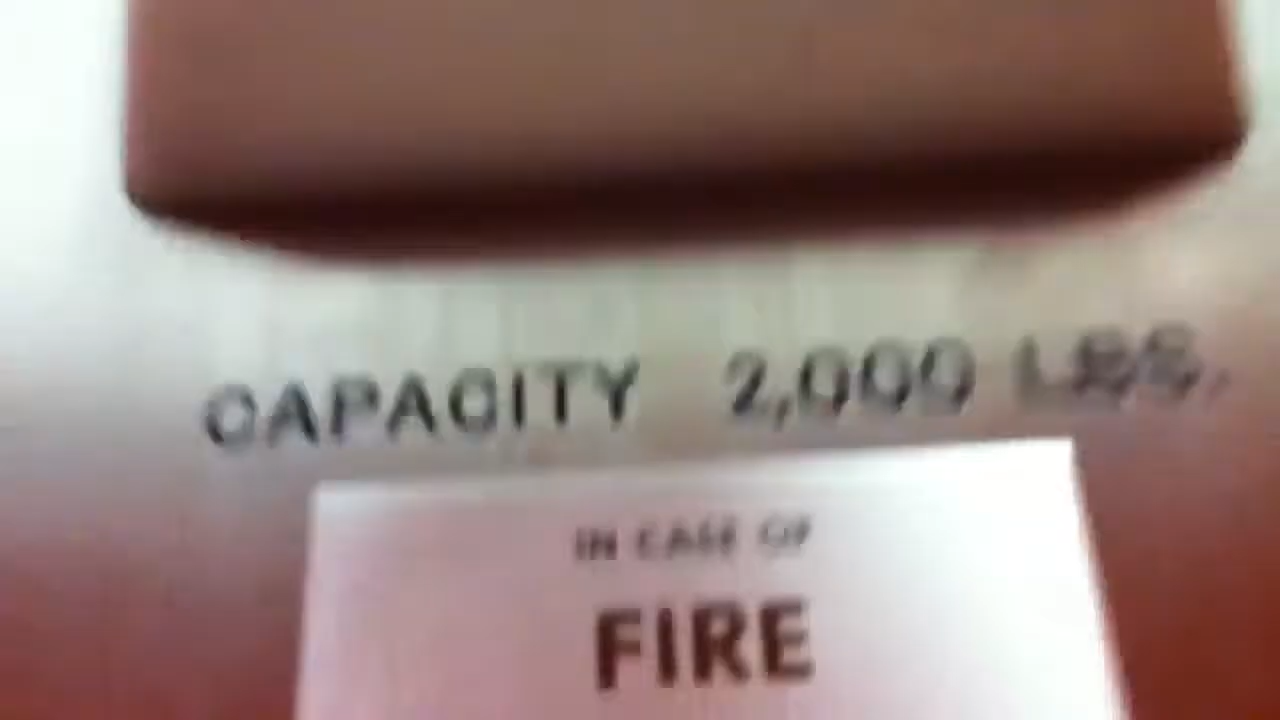 CAPACITY 2,000 LBS.
IN CASE OF
FIRE